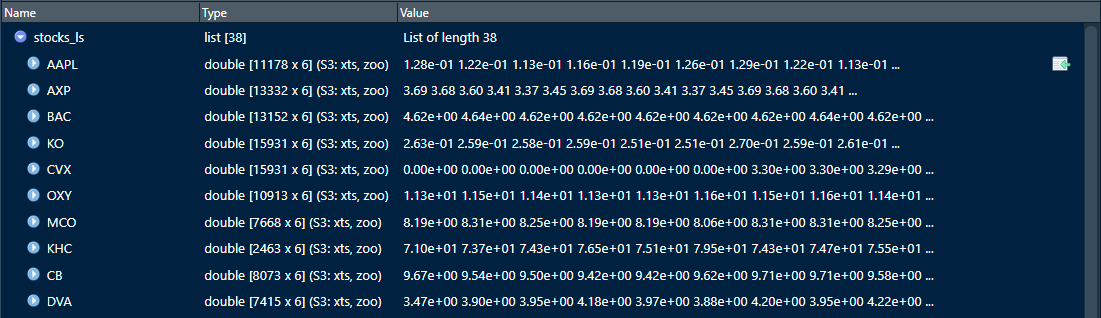 Name Type Value
stocks_ls list [38] List of length 38
AAPL double [11178 x 6] (S3: xts, zoo) 1.28e-01 1.22e-01 1.13e-01 1.16e-01 1.19e-01 1.26e-01 1.29e-01 1.22e-01 1.13e-01 ...
AXP double [13332 x 6] (S3: xts, zoo) 3.69 3.68 3.60 3.41 3.37 3.45 3.69 3.68 3.60 3.41 3.37 3.45 3.69 3.68 3.60 3.41 ...
BAC double [13152 x 6] (S3: xts, zoo) 4.62e+00 4.64e+00 4.62e+00 4.62e+00 4.62e+00 4.62e+00 4.62e+00 4.64e+00 4.62e+00 ...
KO double [15931 x 6] (S3: xts, zoo) 2.63e-01 2.59e-01 2.58e-01 2.59e-01 2.51e-01 2.51e-01 2.70e-01 2.59e-01 2.61e-01 ...
CVX double [15931 x 6] (S3: xts, zoo) 0.00e+00 0.00e+00 0.00e+00 0.00e+00 0.00e+00 0.00e+00 3.30e+00 3.30e+00 3.29e+00 ...
OXY double [10913 x 6] (S3: xts, zoo) 1.13e+01 1.15e+01 1.14e+01 1.13e+01 1.13e+01 1.16e+01 1.15e+01 1.16e+01 1.14e+01 ...
MCO double [7668 x 6] (S3: xts, zoo) 8.19e+00 8.31e+00 8.25e+00 8.19e+00 8.19e+00 8.06e+00 8.31e+00 8.31e+00 8.25e+00 ...
KHC double [2463 x 6] (S3: xts, zoo) 7.10e+01 7.37e+01 7.43e+01 7.65e+01 7.51e+01 7.95e+01 7.43e+01 7.47e+01 7.55e+01 ...
CB double [8073 x 6] (S3: xts, zoo) 9.67e+00 9.54e+00 9.50e+00 9.42e+00 9.42e+00 9.62e+00 9.71e+00 9.71e+00 9.58e+00 ...
DVA double [7415 x 6] (S3: xts, zoo) 3.47e+00 3.90e+00 3.95e+00 4.18e+00 3.97e+00 3.88e+00 4.20e+00 3.95e+00 4.22e+00 ...